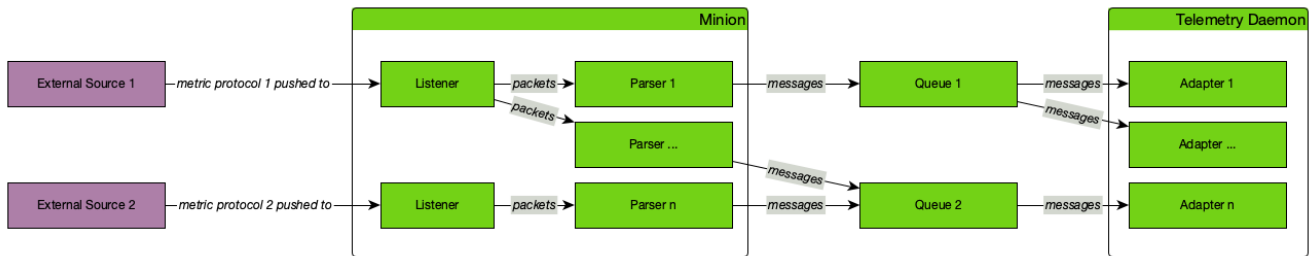 Minion
Telemetry Daemon
External Source 1
metric protocol 1 pushed to
Listener
packets
Parser 1
messages
Queue 1
messages
Adapter 1
packets
messages
Parser ...
Adapter ...
messages
External Source 2
metric protocol 2 pushed to
Listener
packets
Parser n
messages
Queue 2
messages
Adapter n